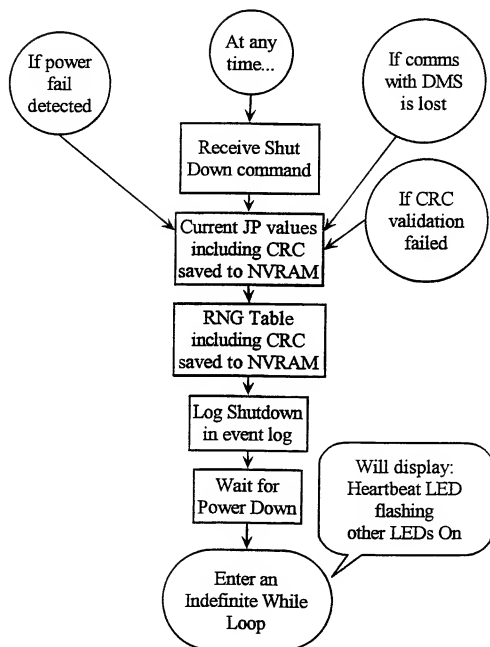 At any
time...
If power
fail
detected
If comms
with DMS
is lost
Receive Shut
Down command
If CRC
validation
failed
Current JP values
including CRC
saved to NVRAM
RNG Table
including CRC
saved to NVRAM
Log Shutdown
in event log
Wait for
Power Down
Will display:
Heartbeat LED
flashing
other LEDs On
Enter an
Indefinite While
Loop